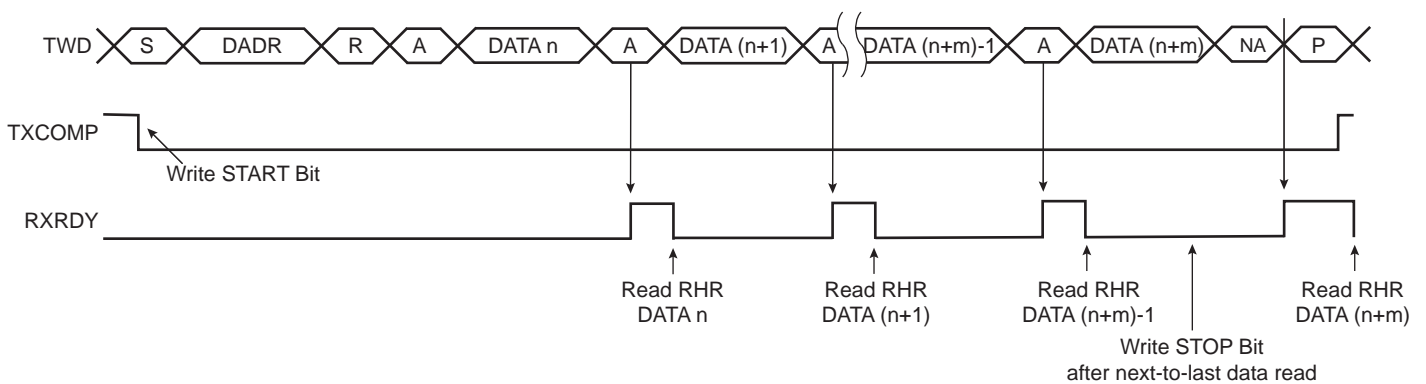 TWD S DADR R A DATA n A DATA (n+1) A DATA (n+m)-1 A DATA (n+m) NA P
TXCOMP
Write START Bit
RXRDY
Read RHR
DATA n
Read RHR
DATA (n+1)
Read RHR
DATA (n+m)-1
Read RHR
DATA (n+m)
Write STOP Bit
after next-to-last data read